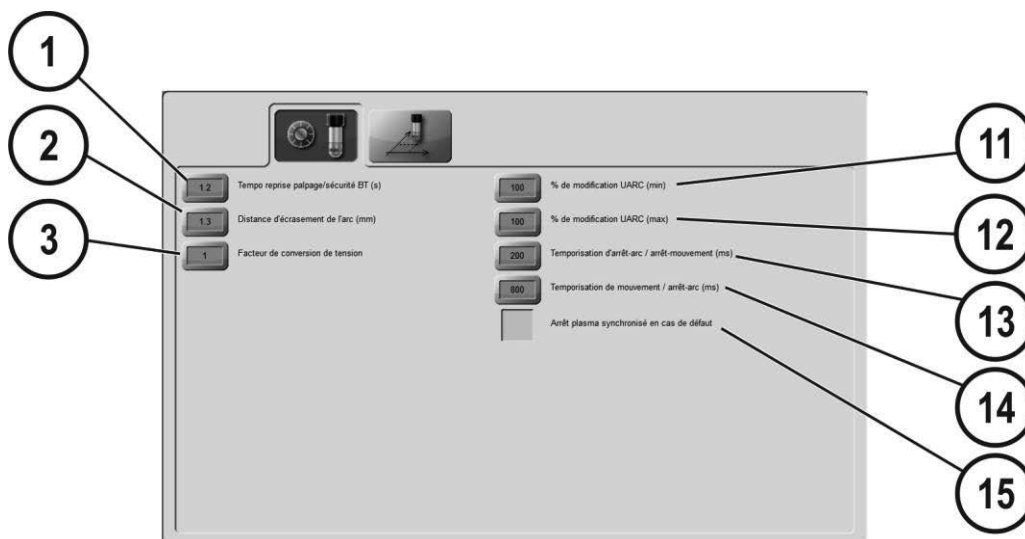 1
2
3
1.2 Tempo reprise palpage/sécurité BT (s)
1.3 Distance d'écrasement de l'arc (mm)
1 Facteur de conversion de tension
100 % de modification UARC (min)
100 % de modification UARC (max)
200 Temporisation d'arrêt-arc / arrêt-mouvement (ms)
600 Temporisation de mouvement / arrêt-arc (ms)
Arrêt plasma synchronisé en cas de défaut
11
12
13
14
15